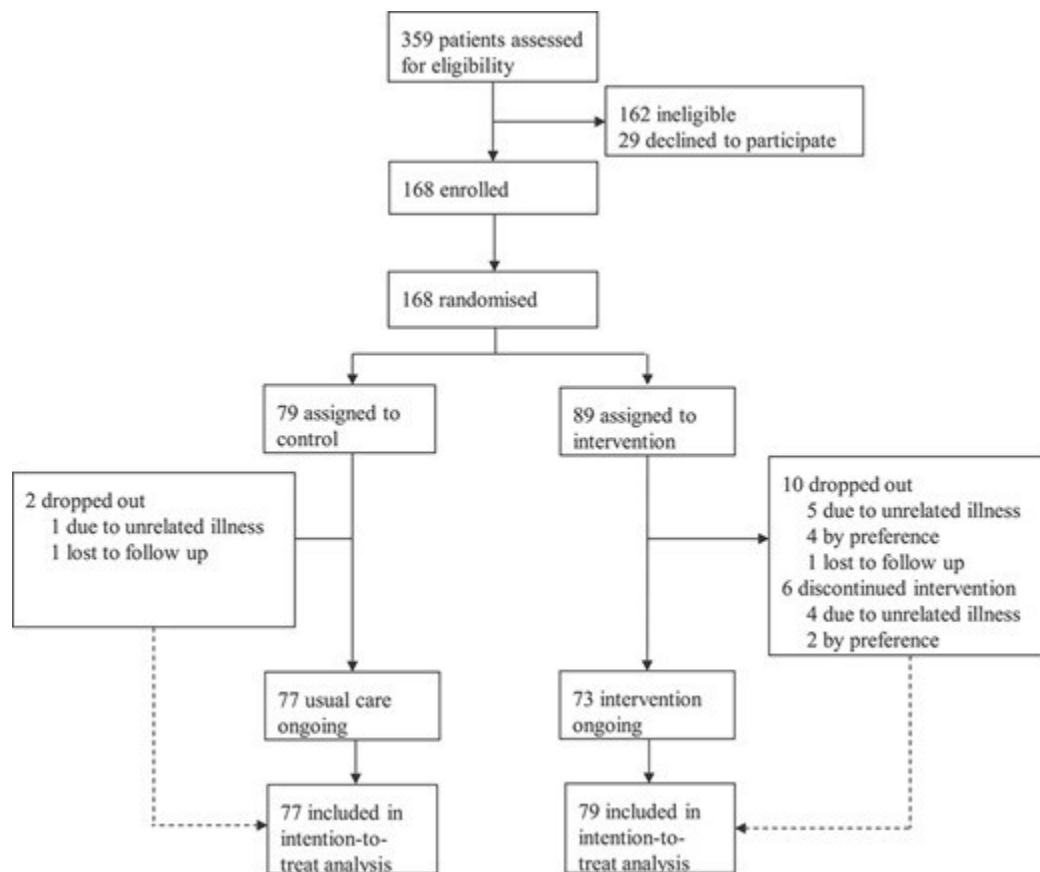 359 patients assessed
for eligibility
162 ineligible
29 declined to participate
168 enrolled
168 randomised
79 assigned to
control
89 assigned to
intervention
2 dropped out
1 due to unrelated illness
1 lost to follow up
10 dropped out
5 due to unrelated illness
4 by preference
1 lost to follow up
6 discontinued intervention
4 due to unrelated illness
2 by preference
77 usual care
ongoing
73 intervention
ongoing
77 included in
intention-to-
treat analysis
79 included in
intention-to-
treat analysis